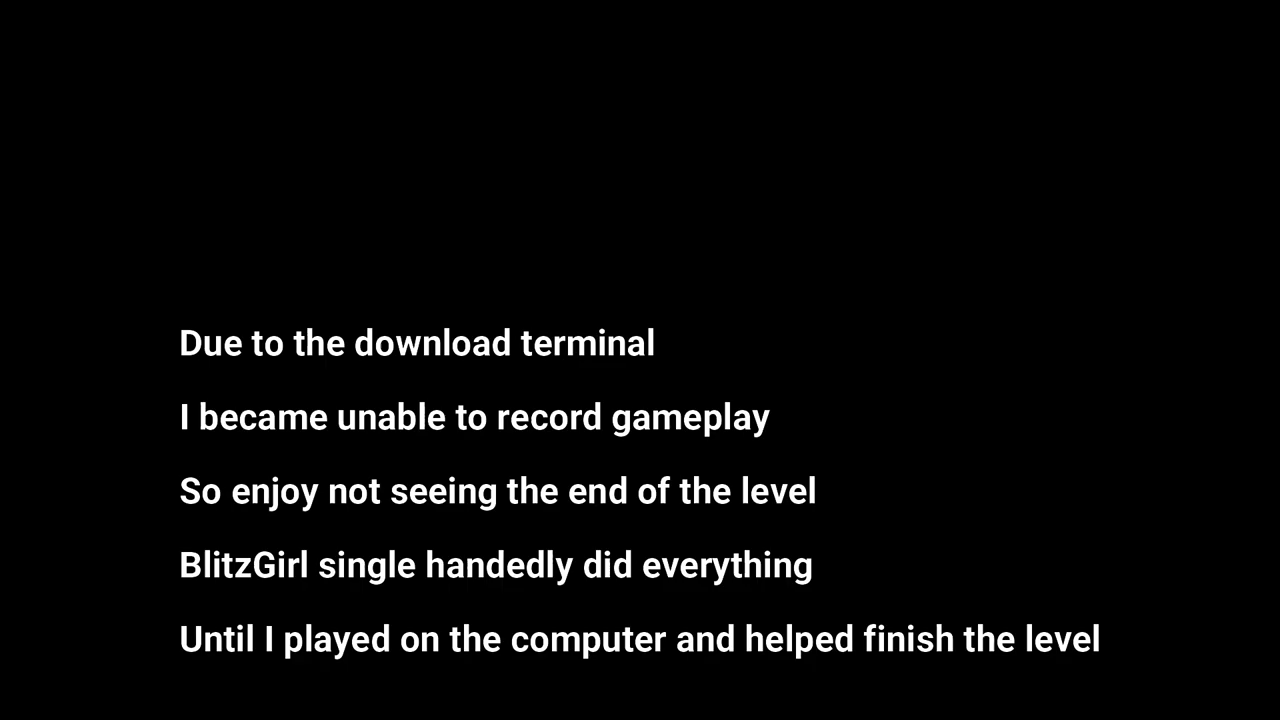 Due to the download terminal
I became unable to record gameplay
So enjoy not seeing the end of the level
BlitzGirl single handedly did everything
Until I played on the computer and helped finish the level